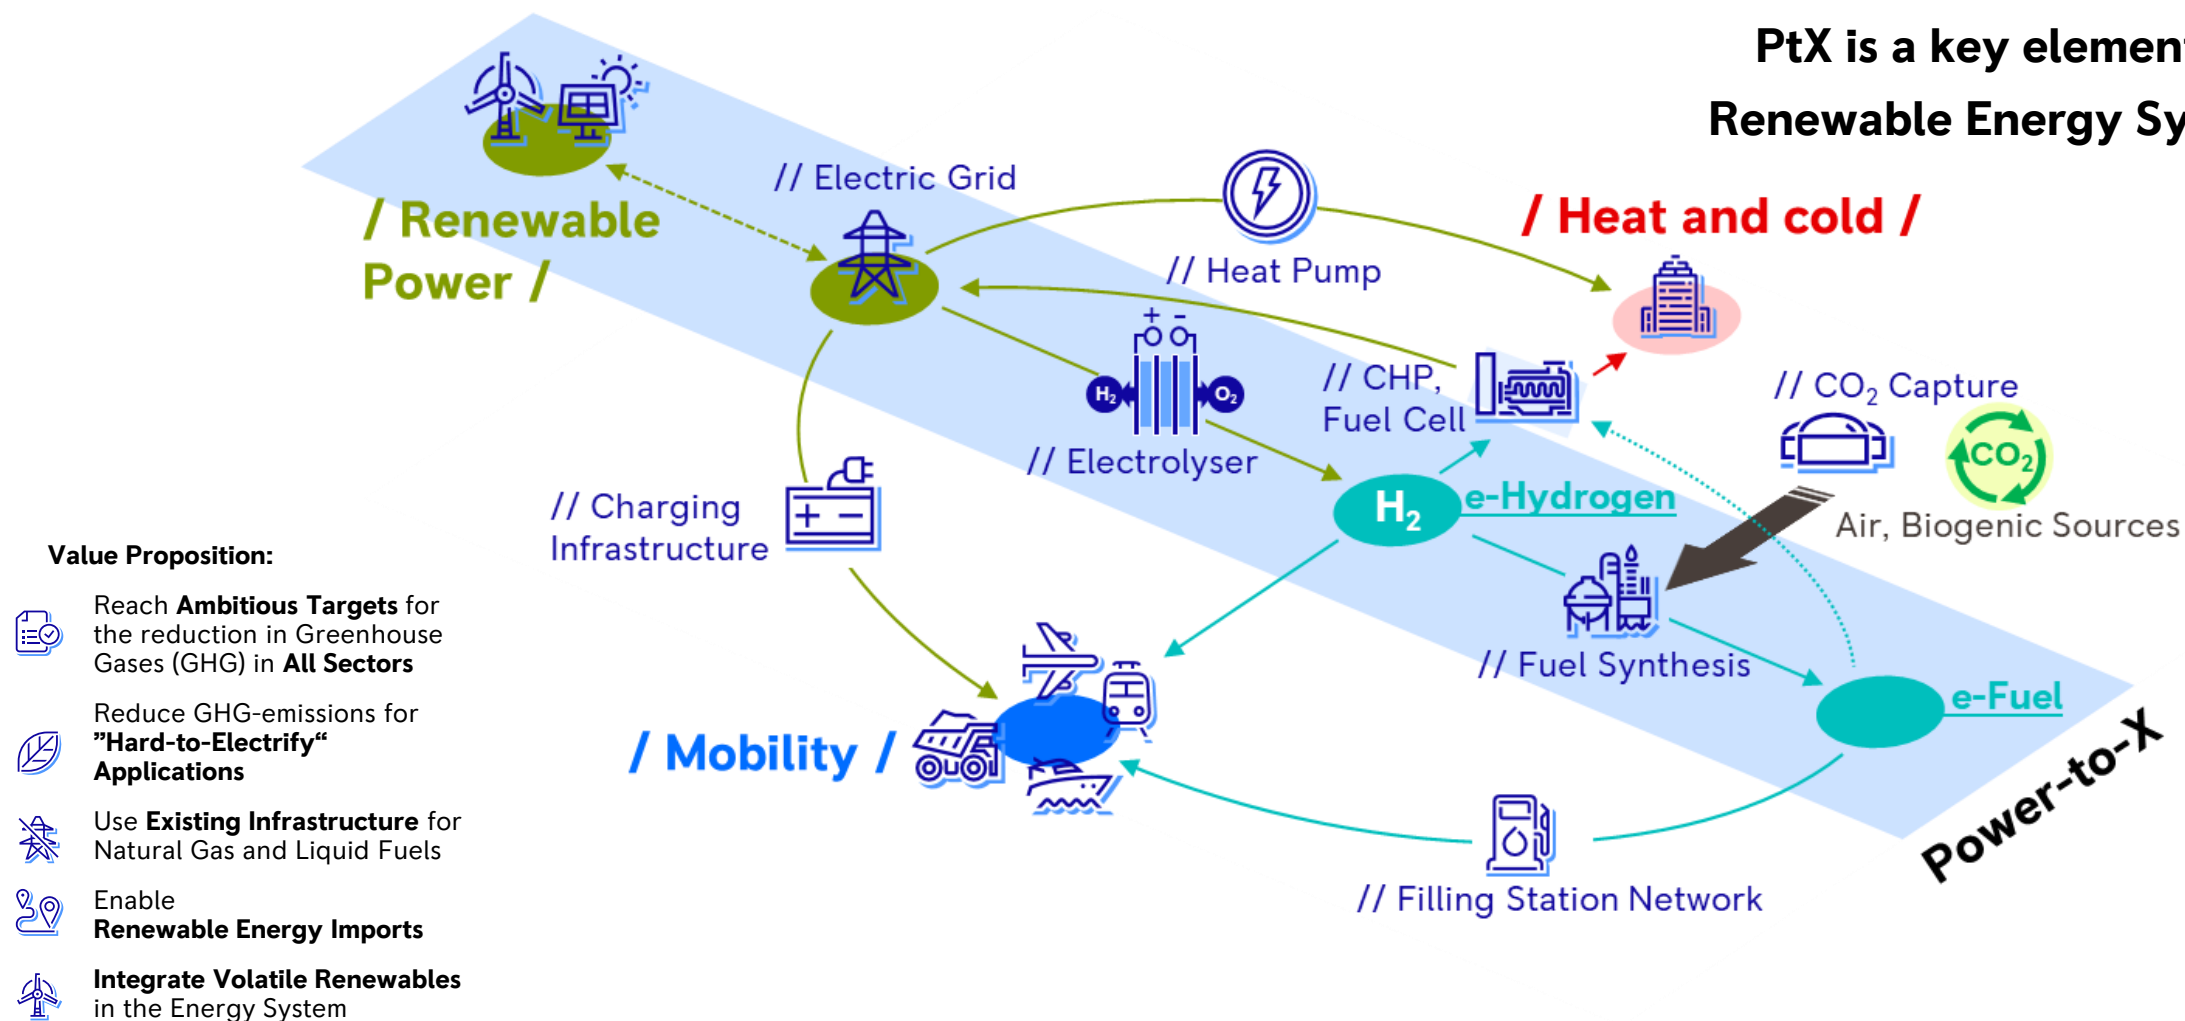 PtX is a key element
Renewable Energy Sy
// Electric Grid
/ Renewable
Power /
// Heat Pump
/ Heat and cold /
+ -
H₂
O₂
// Electrolyser
// CHP,
Fuel Cell
// CO₂ Capture
CO₂
Air, Biogenic Sources
H₂
e-Hydrogen
// Charging
Infrastructure
+ −
// Fuel Synthesis
e-Fuel
Power-to-X
/ Mobility /
// Filling Station Network
Value Proposition:
Reach Ambitious Targets for
the reduction in Greenhouse
Gases (GHG) in All Sectors
Reduce GHG-emissions for
”Hard-to-Electrify“
Applications
Use Existing Infrastructure for
Natural Gas and Liquid Fuels
Enable
Renewable Energy Imports
Integrate Volatile Renewables
in the Energy System